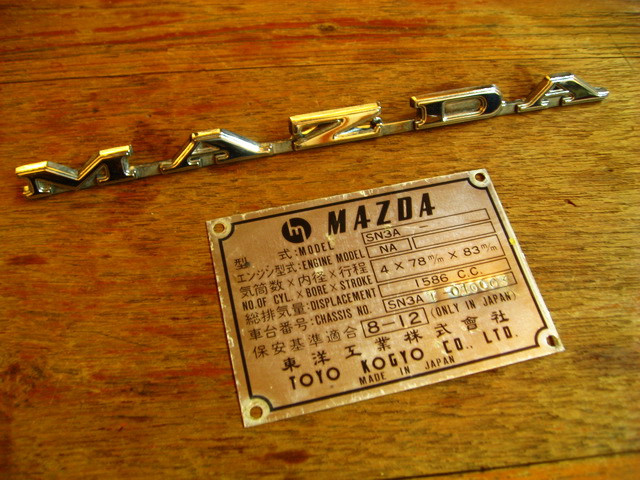 MAZDA
m MAZDA
型 式:MODEL SN3A
エンジン型式:ENGINE MODEL NA
気筒数×内径×行程
NO. OF CYL.×BORE×STROKE 4×78m/m×83m/m
総排気量:DISPLACEMENT 1586 C.C.
車台番号:CHASSIS NO. SN3A
保安基準適合 8-12 (ONLY IN JAPAN)
東洋工業株式會社
TOYO KOGYO CO., LTD.
MADE IN JAPAN